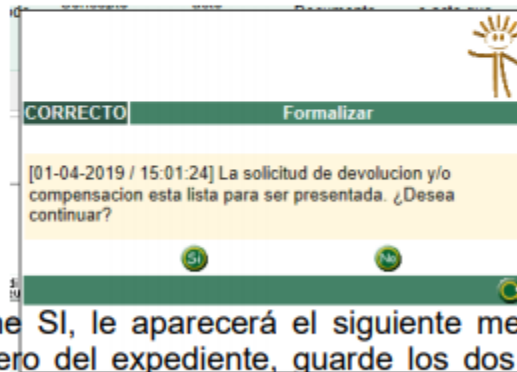 CORRECTO Formalizar
[01-04-2019 / 15:01:24] La solicitud de devolucion y/o
compensacion esta lista para ser presentada. ¿Desea
continuar?
Si No
SI, le aparecerá el siguiente
del expediente, guarde los dos